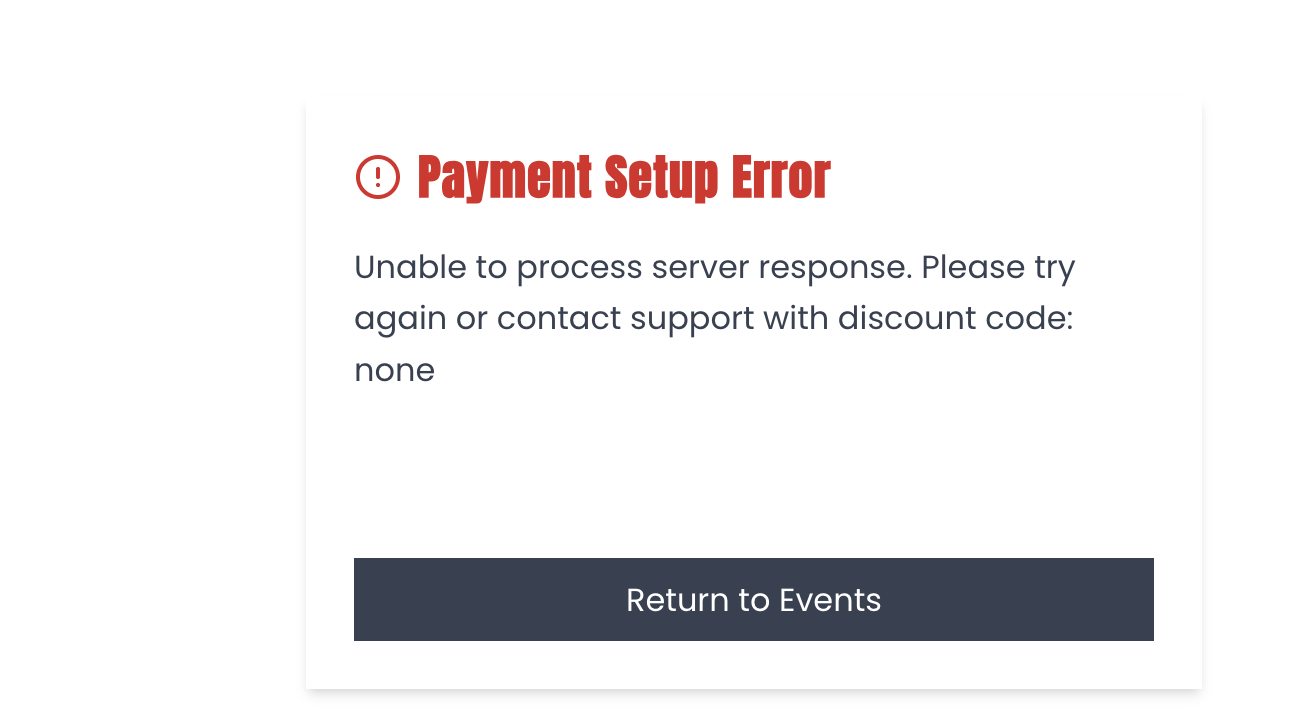 Payment Setup Error
Unable to process server response. Please try
again or contact support with discount code:
none
Return to Events